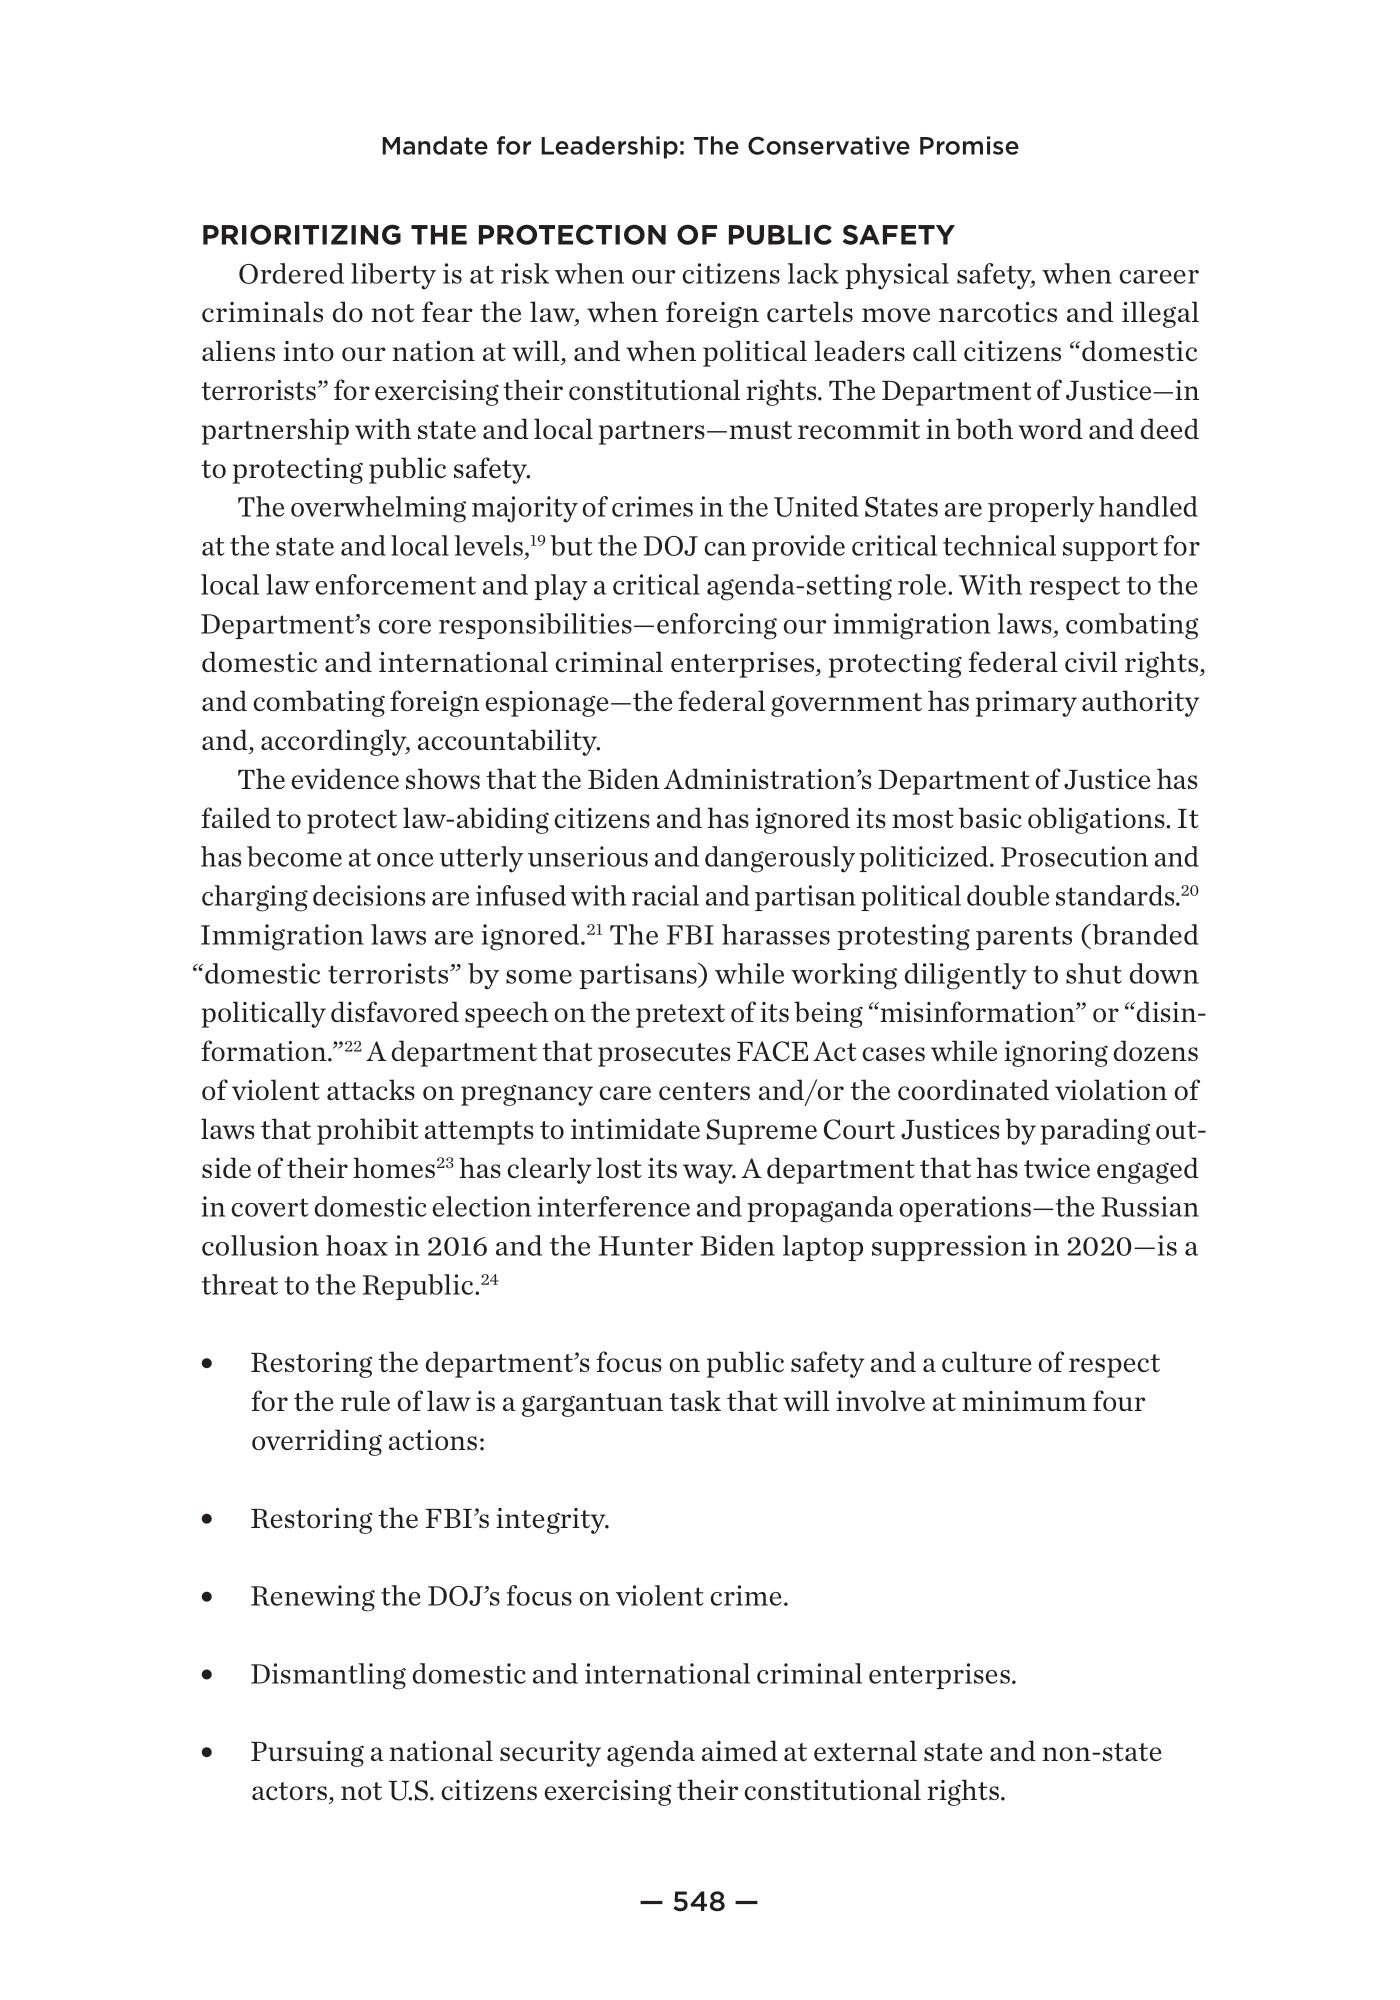 Mandate for Leadership: The Conservative Promise
PRIORITIZING THE PROTECTION OF PUBLIC SAFETY
Ordered liberty is at risk when our citizens lack physical safety, when career
criminals do not fear the law, when foreign cartels move narcotics and illegal
aliens into our nation at will, and when political leaders call citizens “domestic
terrorists” for exercising their constitutional rights. The Department of Justice—in
partnership with state and local partners—must recommit in both word and deed
to protecting public safety.
The overwhelming majority of crimes in the United States are properly handled
at the state and local levels,¹⁹ but the DOJ can provide critical technical support for
local law enforcement and play a critical agenda-setting role. With respect to the
Department’s core responsibilities—enforcing our immigration laws, combating
domestic and international criminal enterprises, protecting federal civil rights,
and combating foreign espionage—the federal government has primary authority
and, accordingly, accountability.
The evidence shows that the Biden Administration’s Department of Justice has
failed to protect law-abiding citizens and has ignored its most basic obligations. It
has become at once utterly unserious and dangerously politicized. Prosecution and
charging decisions are infused with racial and partisan political double standards.²⁰
Immigration laws are ignored.²¹ The FBI harasses protesting parents (branded
“domestic terrorists” by some partisans) while working diligently to shut down
politically disfavored speech on the pretext of its being “misinformation” or “disin-
formation.”²² A department that prosecutes FACE Act cases while ignoring dozens
of violent attacks on pregnancy care centers and/or the coordinated violation of
laws that prohibit attempts to intimidate Supreme Court Justices by parading out-
side of their homes²³ has clearly lost its way. A department that has twice engaged
in covert domestic election interference and propaganda operations—the Russian
collusion hoax in 2016 and the Hunter Biden laptop suppression in 2020—is a
threat to the Republic.²⁴
• Restoring the department’s focus on public safety and a culture of respect
for the rule of law is a gargantuan task that will involve at minimum four
overriding actions:
• Restoring the FBI’s integrity.
• Renewing the DOJ’s focus on violent crime.
• Dismantling domestic and international criminal enterprises.
• Pursuing a national security agenda aimed at external state and non-state
actors, not U.S. citizens exercising their constitutional rights.
— 548 —